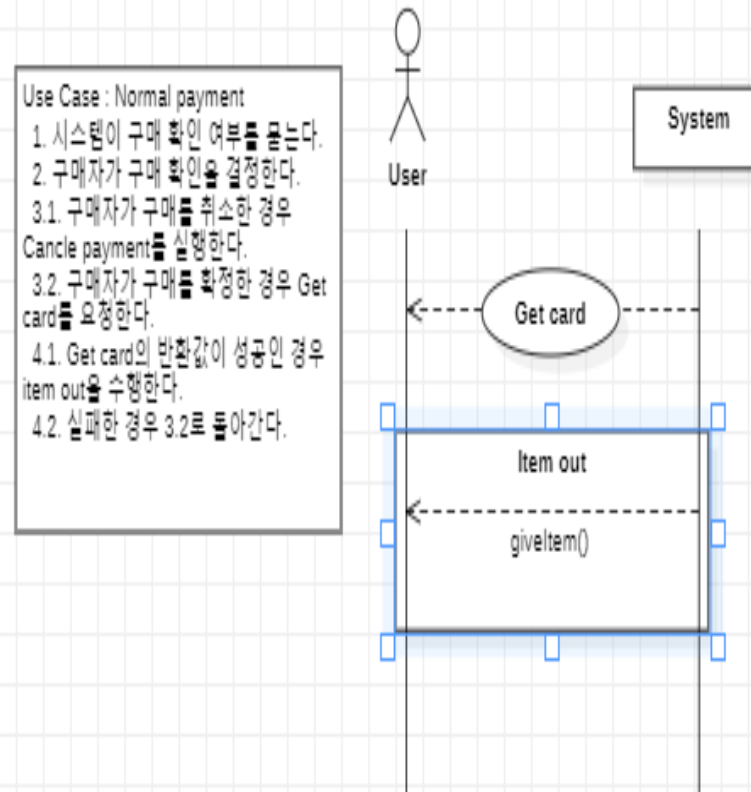 Use Case : Normal payment
1. 시스템이 구매 확인 여부를 묻는다.
2. 구매자가 구매 확인을 결정한다.
3.1. 구매자가 구매를 취소한 경우
Cancle payment를 실행한다.
3.2. 구매자가 구매를 확정한 경우 Get
card를 요청한다.
4.1. Get card의 반환값이 성공인 경우
item out을 수행한다.
4.2. 실패한 경우 3.2로 돌아간다.
User
System
Get card
Item out
giveItem()